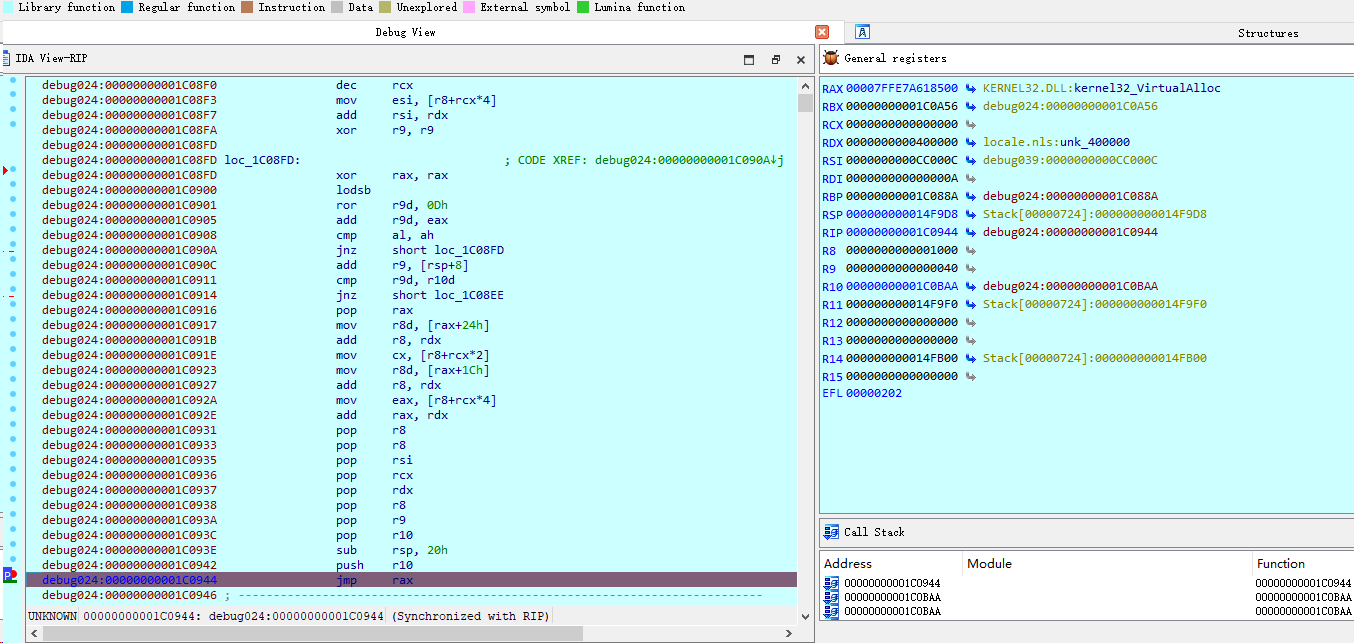 Library function Regular function Instruction Data Unexplored External symbol Lumina function
Debug View
Structures
IDA View-RIP
General registers
debug024:00000000001C08F0 dec rcx
debug024:00000000001C08F3 mov esi, [r8+rcx*4]
debug024:00000000001C08F7 add rsi, rdx
debug024:00000000001C08FA xor r9, r9
debug024:00000000001C08FD
debug024:00000000001C08FD loc_1C08FD: ; CODE XREF: debug024:00000000001C090A↓j
debug024:00000000001C08FD xor rax, rax
debug024:00000000001C0900 lodsb
debug024:00000000001C0901 ror r9d, 0Dh
debug024:00000000001C0905 add r9d, eax
debug024:00000000001C0908 cmp al, ah
debug024:00000000001C090A jnz short loc_1C08FD
debug024:00000000001C090C add r9, [rsp+8]
debug024:00000000001C0911 cmp r9d, r10d
debug024:00000000001C0914 jnz short loc_1C08EE
debug024:00000000001C0916 pop rax
debug024:00000000001C0917 mov r8d, [rax+24h]
debug024:00000000001C091B add r8, rdx
debug024:00000000001C091E mov cx, [r8+rcx*2]
debug024:00000000001C0923 mov r8d, [rax+1Ch]
debug024:00000000001C0927 add r8, rdx
debug024:00000000001C092A mov eax, [r8+rcx*4]
debug024:00000000001C092E add rax, rdx
debug024:00000000001C0931 pop r8
debug024:00000000001C0933 pop r8
debug024:00000000001C0935 pop rsi
debug024:00000000001C0936 pop rcx
debug024:00000000001C0937 pop rdx
debug024:00000000001C0938 pop r8
debug024:00000000001C093A pop r9
debug024:00000000001C093C pop r10
debug024:00000000001C093E sub rsp, 20h
debug024:00000000001C0942 push r10
debug024:00000000001C0944 jmp rax
debug024:00000000001C0946 ; ---------------------------------------------------------------------------
UNKNOWN 00000000001C0944: debug024:00000000001C0944 (Synchronized with RIP)
RAX 00007FFE7A618500 KERNEL32.DLL:kernel32_VirtualAlloc
RBX 00000000001C0A56 debug024:00000000001C0A56
RCX 0000000000000000
RDX 0000000000400000 locale.nls:unk_400000
RSI 0000000000CC000C debug039:0000000000CC000C
RDI 000000000000000A
RBP 00000000001C088A debug024:00000000001C088A
RSP 000000000014F9D8 Stack[00000724]:000000000014F9D8
RIP 00000000001C0944 debug024:00000000001C0944
R8 0000000000001000
R9 0000000000000040
R10 00000000001C0BAA debug024:00000000001C0BAA
R11 000000000014F9F0 Stack[00000724]:000000000014F9F0
R12 0000000000000000
R13 0000000000000000
R14 000000000014FB00 Stack[00000724]:000000000014FB00
R15 0000000000000000
EFL 00000202
Call Stack
Address Module Function
00000000001C0944 00000000001C0944
00000000001C0BAA 00000000001C0BAA
00000000001C0BAA 00000000001C0BAA